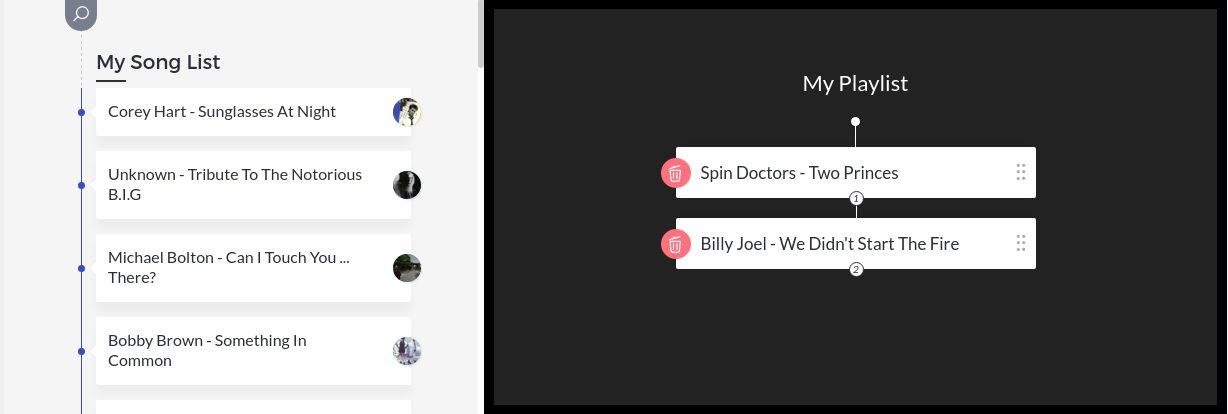 My Song List
Corey Hart - Sunglasses At Night
Unknown - Tribute To The Notorious
B.I.G
Michael Bolton - Can I Touch You ...
There?
Bobby Brown - Something In
Common
My Playlist
Spin Doctors - Two Princes
1
Billy Joel - We Didn't Start The Fire
2